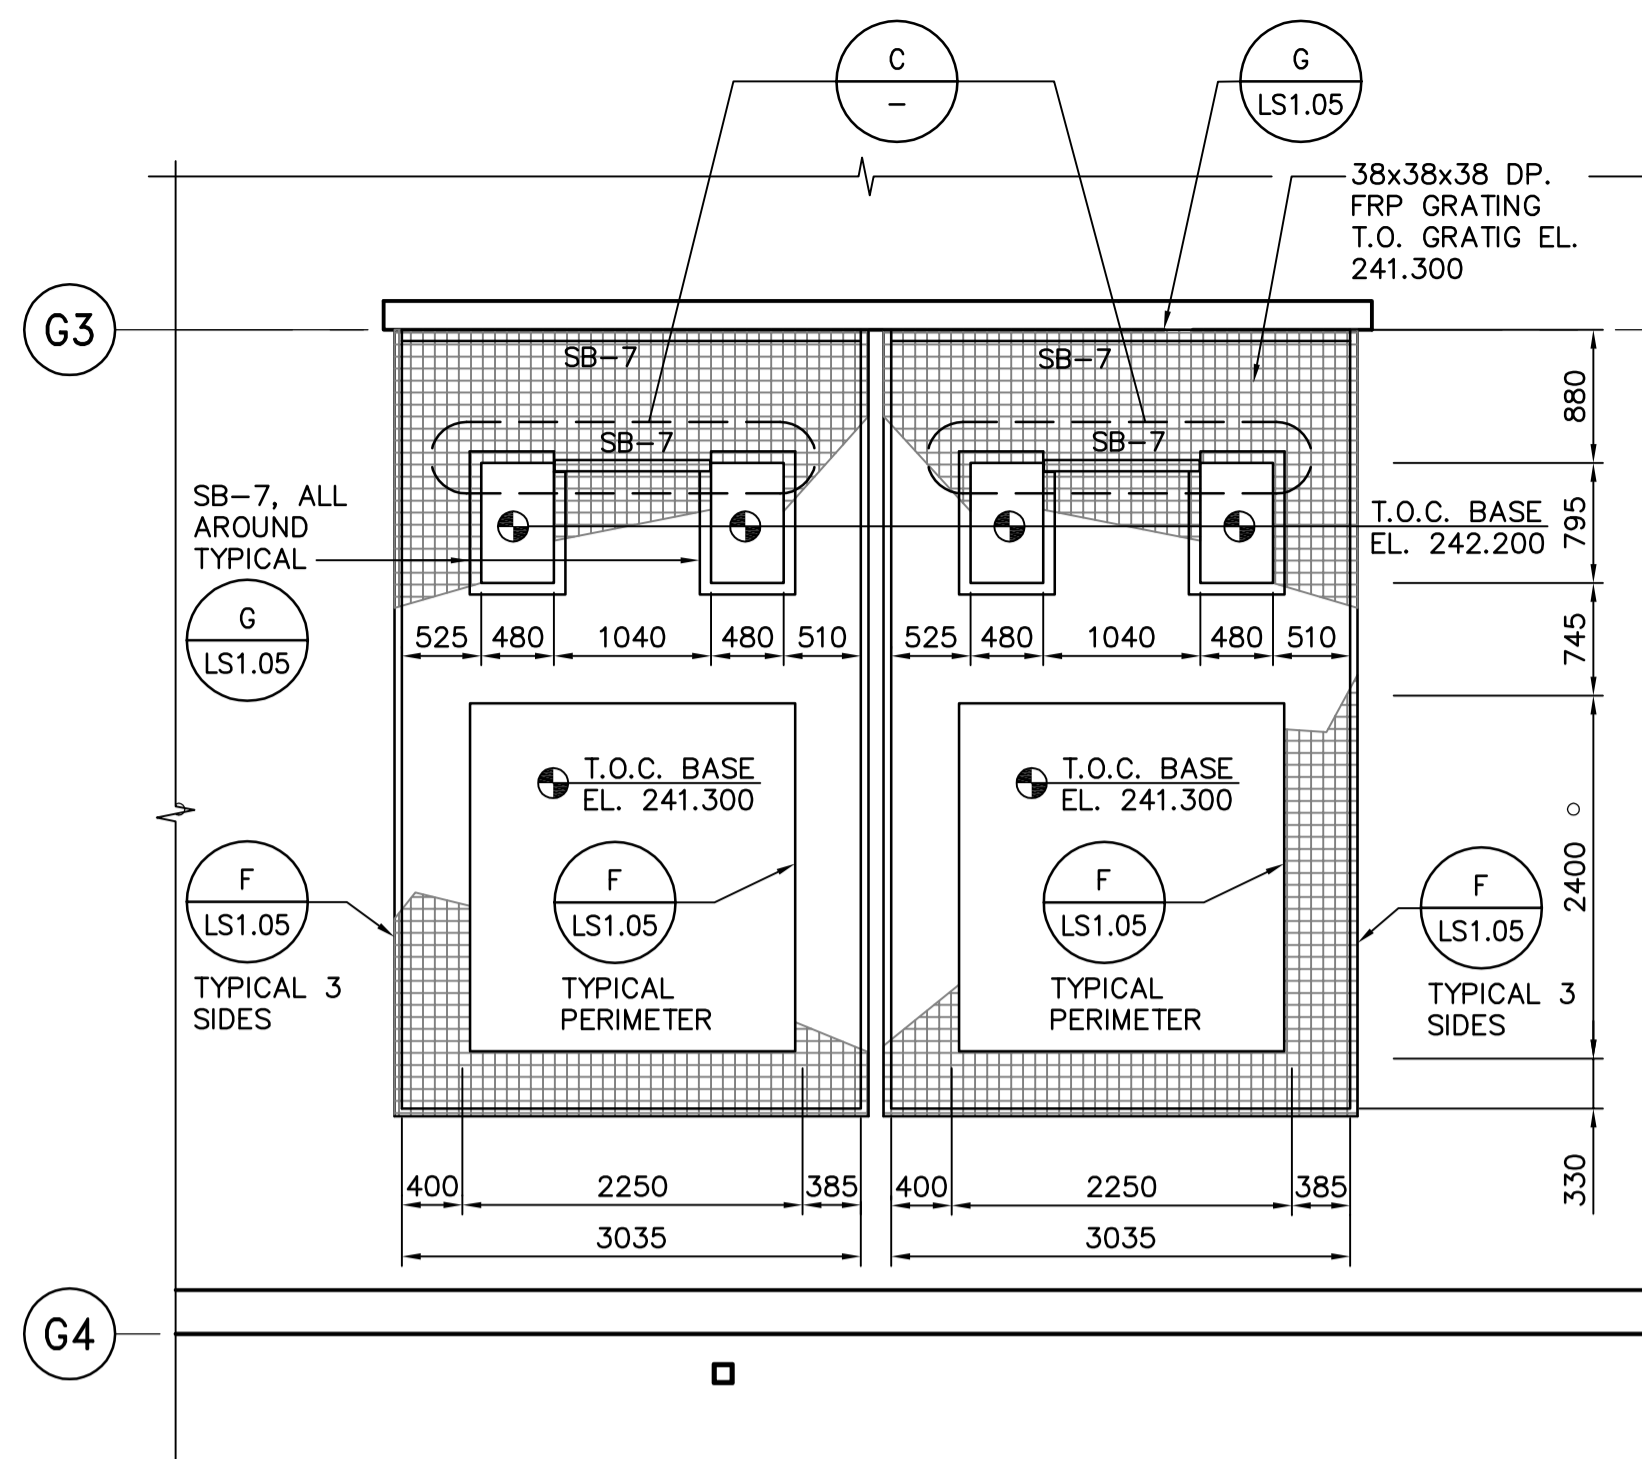 C
–
G
LS1.05
38x38x38 DP.
FRP GRATING
T.O. GRATIG EL.
241.300
G3
SB-7
SB-7
880
SB-7
SB-7
SB-7, ALL
AROUND
TYPICAL
T.O.C. BASE
EL. 242.200
795
G
LS1.05
525
480
1040
480
510
525
480
1040
480
510
745
T.O.C. BASE
EL. 241.300
T.O.C. BASE
EL. 241.300
2400
F
LS1.05
TYPICAL 3
SIDES
F
LS1.05
TYPICAL
PERIMETER
F
LS1.05
TYPICAL
PERIMETER
F
LS1.05
TYPICAL 3
SIDES
400
2250
385
400
2250
385
330
3035
3035
G4